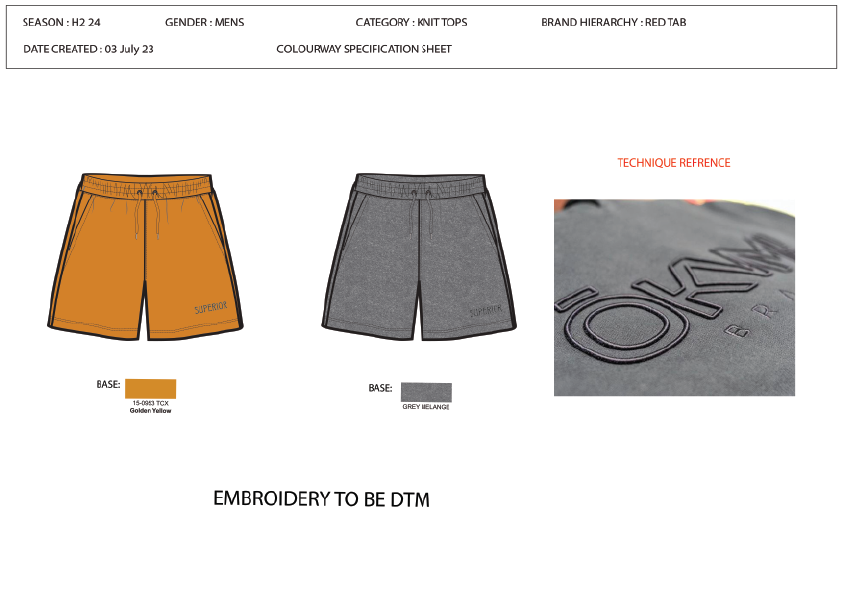 SEASON : H2 24 GENDER : MENS CATEGORY : KNIT TOPS BRAND HIERARCHY : RED TAB
DATE CREATED : 03 July 23 COLOURWAY SPECIFICATION SHEET
TECHNIQUE REFRENCE
SUPERIOR SUPERIOR
BRA
BASE: BASE:
15-0953 TCX
Golden Yellow
GREY MELANGE
EMBROIDERY TO BE DTM